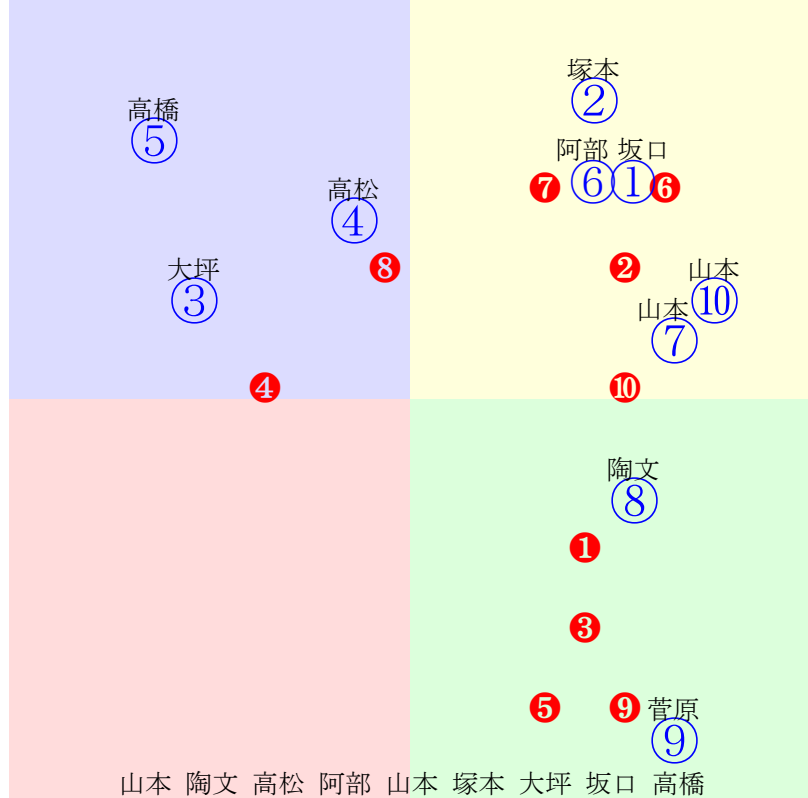 塚本
②
高橋
⑤
阿部 坂口
❼ ⑥ ① ❻
高松
④
大坪
③
❽
❷
山本
⑩
山本
⑦
❹
❿
陶文
⑧
❶
❸
❺
❾
菅原
⑨
山本 陶文 高松 阿部 山本 塚本 大坪 坂口 高橋